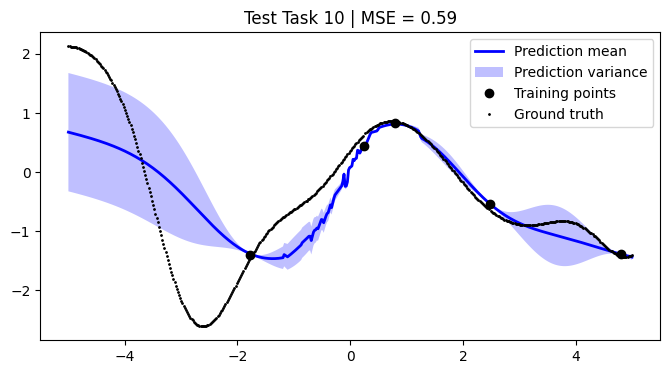 Test Task 10 | MSE = 0.59
Prediction mean
Prediction variance
Training points
Ground truth
2
1
0
−1
−2
−4
−2
0
2
4